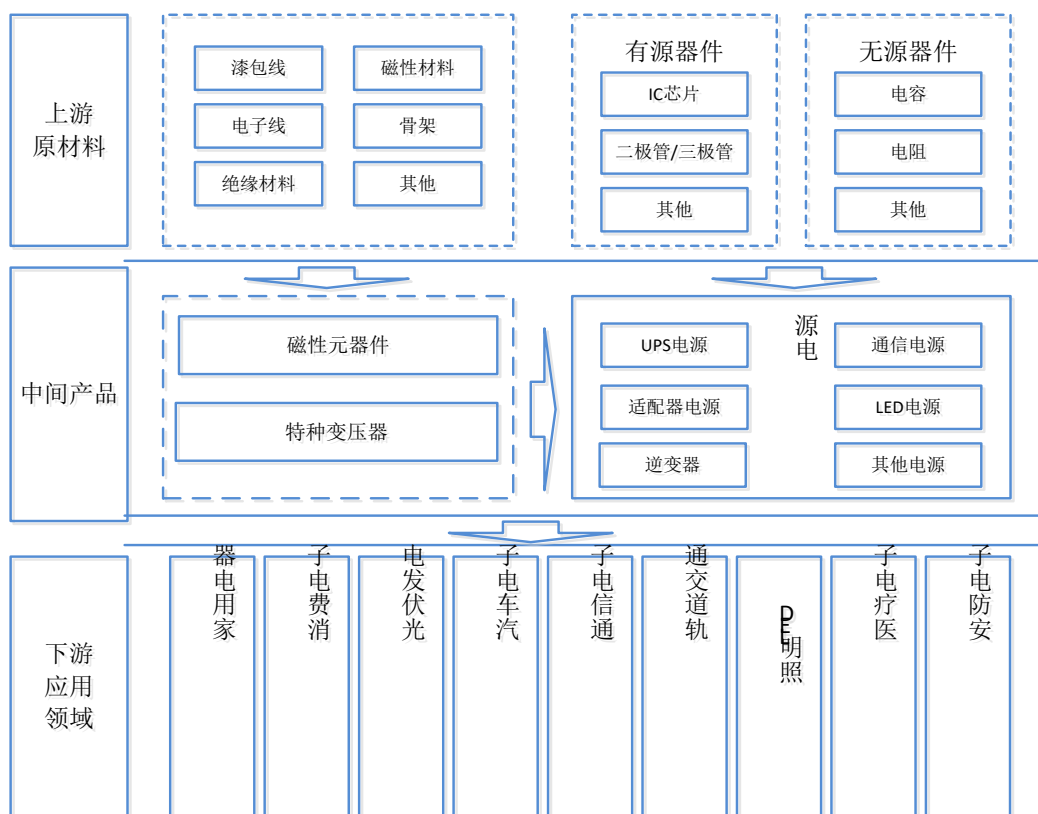 上游
原材料
漆包线
磁性材料
电子线
骨架
绝缘材料
其他
有源器件
IC芯片
二极管/三极管
其他
无源器件
电容
电阻
其他
中间产品
磁性元器件
特种变压器
源电
UPS电源
通信电源
适配器电源
LED电源
逆变器
其他电源
下游
应用
领域
器电用家
子电费消
电发伏光
子电车汽
子电信通
通交道轨
DEL明照
子电疗医
子电防安